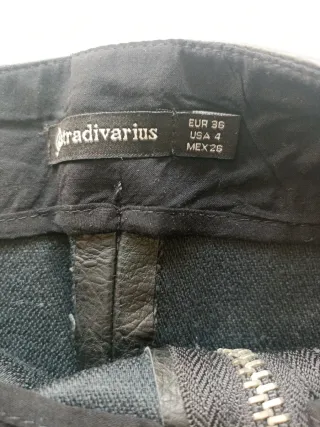 stradivarius
EUR 36
USA 4
MEX 26